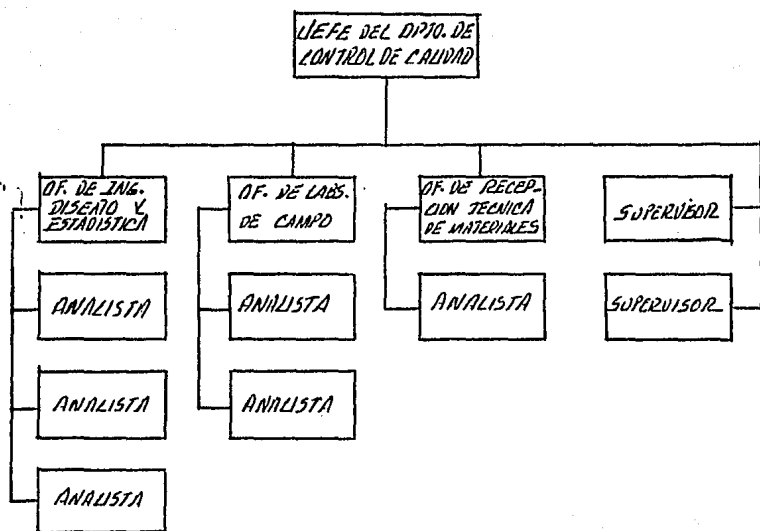 JEFE DEL DPTO. DE
CONTROL DE CALIDAD
OF. DE ING.
DISEÑO Y
ESTADISTICA
ANALISTA
ANALISTA
ANALISTA
OF. DE LABS.
DE CAMPO
ANALISTA
ANALISTA
OF. DE RECEP-
CION TECNICA
DE MATERIALES
ANALISTA
SUPERVISOR
SUPERVISOR